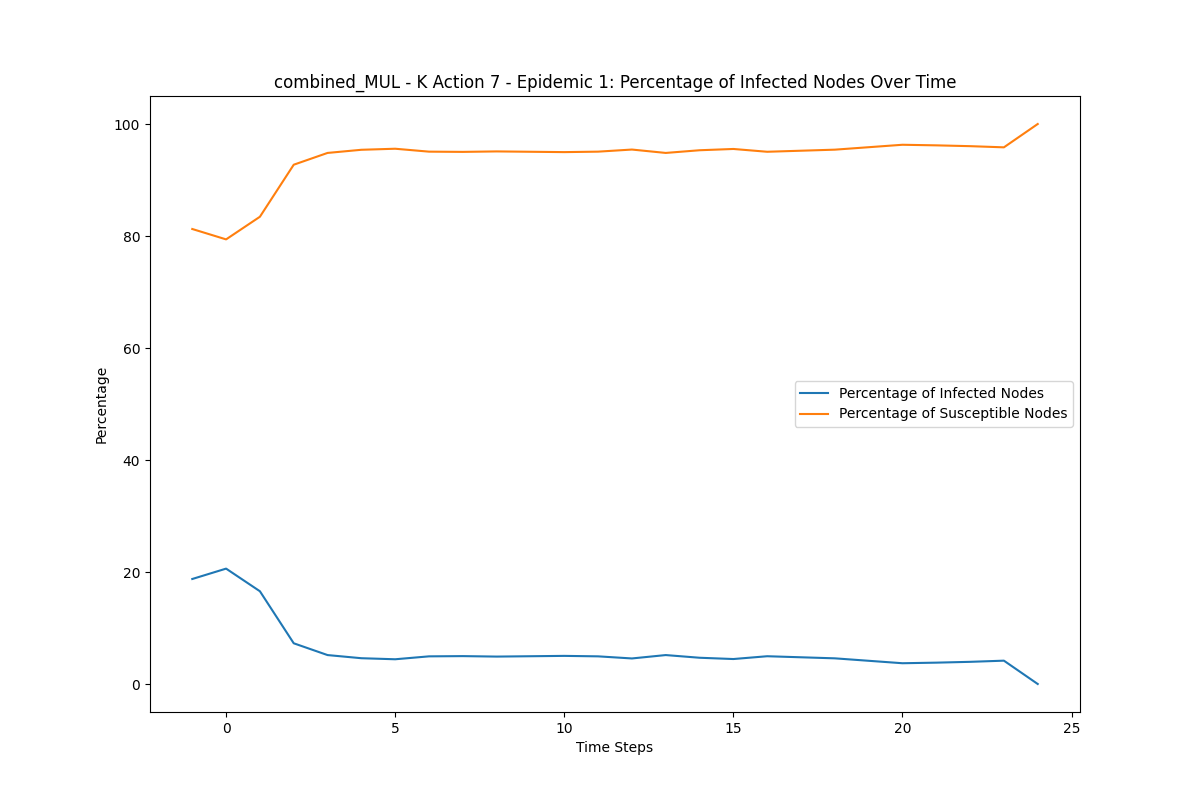 combined_MUL - K Action 7 - Epidemic 1: Percentage of Infected Nodes Over Time
100
80
60
40
20
0
Percentage
Percentage of Infected Nodes
Percentage of Susceptible Nodes
0 5 10 15 20 25
Time Steps